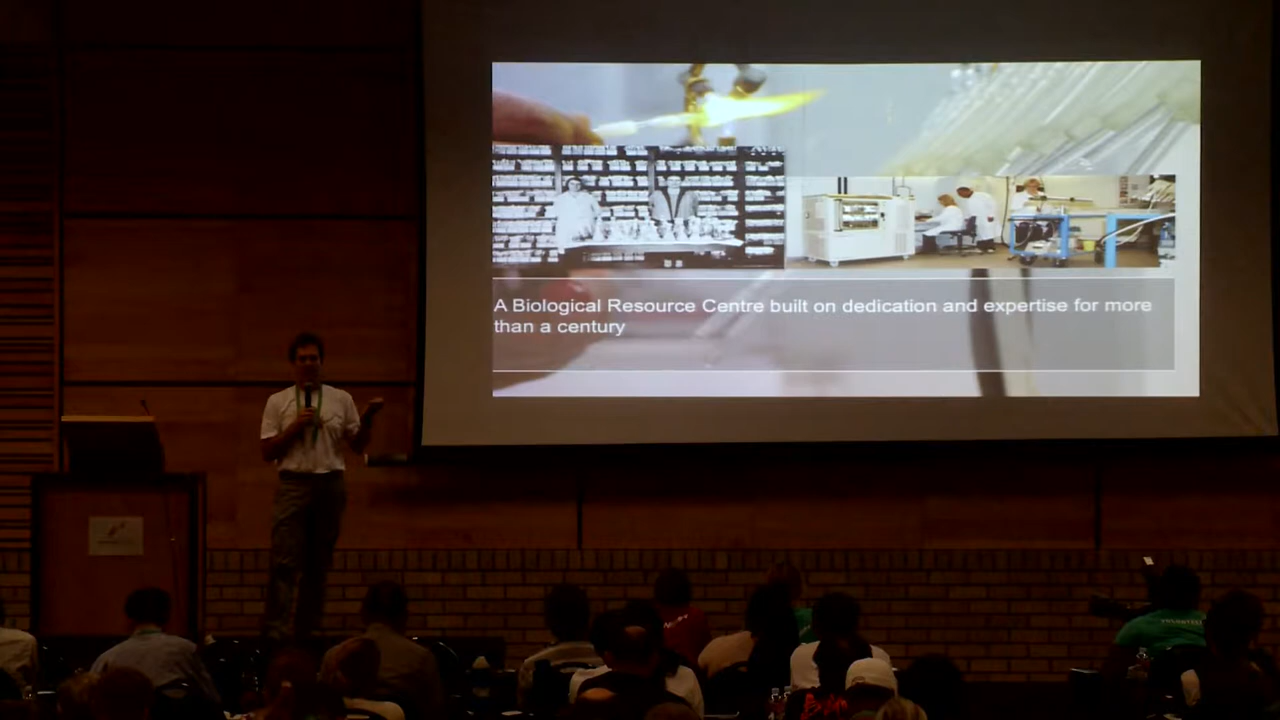 A Biological Resource Centre built on dedication and expertise for more
than a century